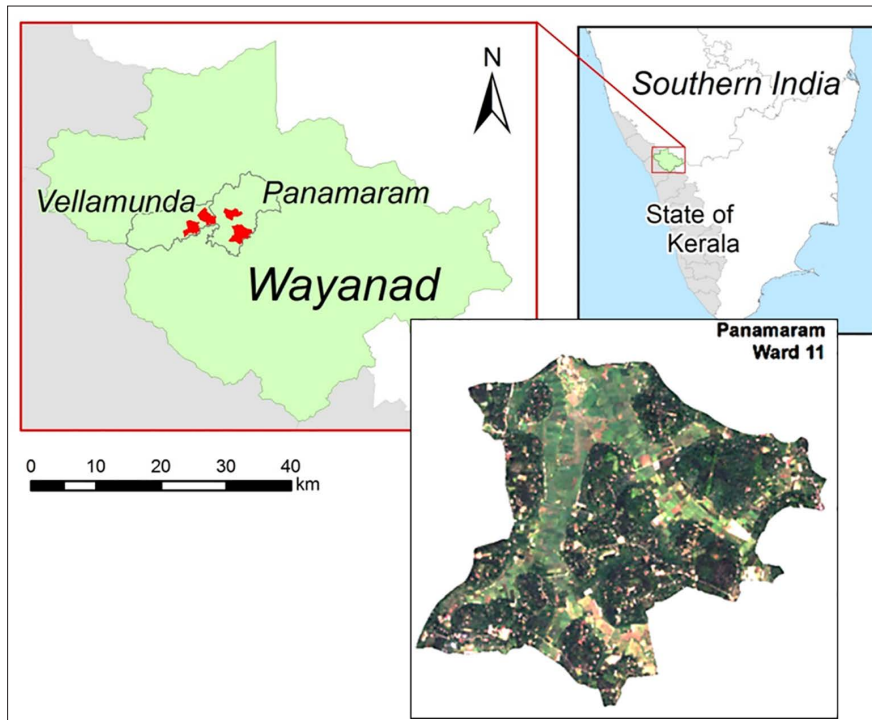 N
Southern India
Vellamunda
Panamaram
State of
Kerala
Wayanad
Panamaram
Ward 11
0 10 20 30 40
km